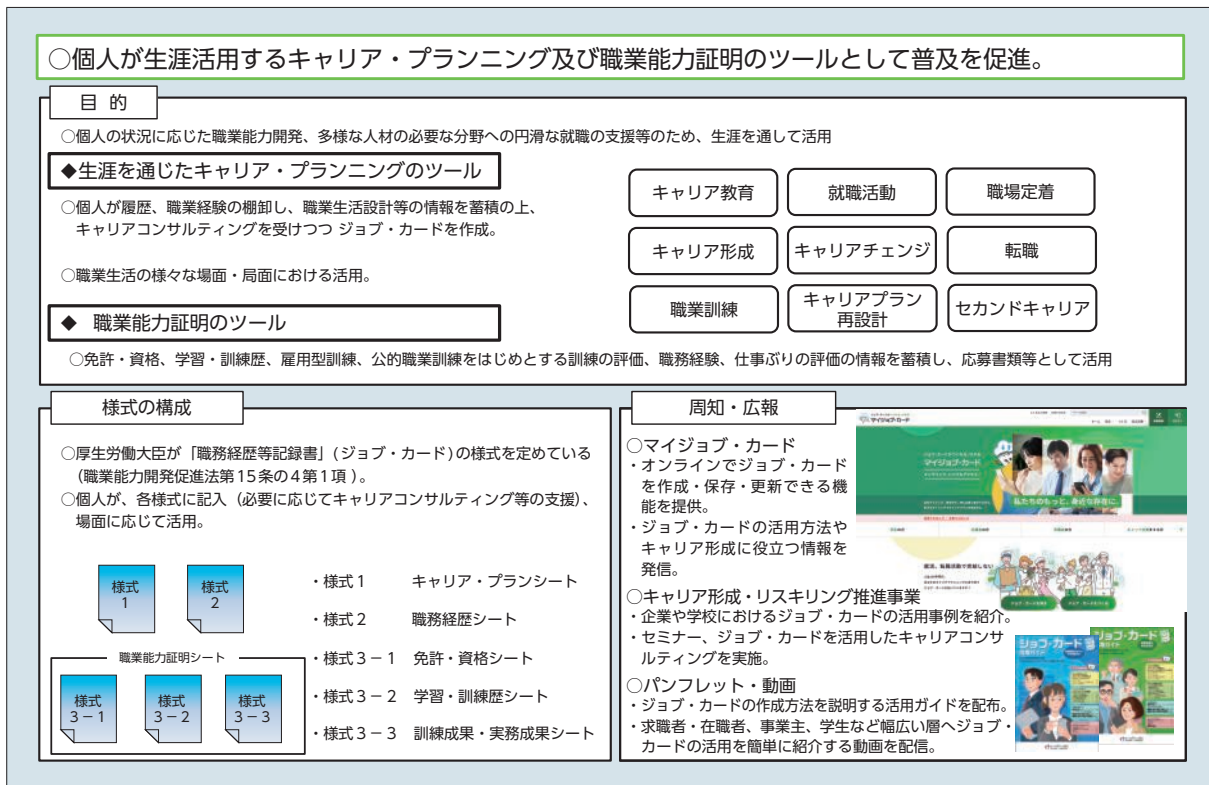 ○個人が生涯活用するキャリア・プランニング及び職業能力証明のツールとして普及を促進。
目 的
○個人の状況に応じた職業能力開発、多様な人材の必要な分野への円滑な就職の支援等のため、生涯を通して活用
◆生涯を通じたキャリア・プランニングのツール
○個人が履歴、職業経験の棚卸し、職業生活設計等の情報を蓄積の上、
キャリアコンサルティングを受けつつ ジョブ・カードを作成。
○職業生活の様々な場面・局面における活用。
キャリア教育
就職活動
職場定着
キャリア形成
キャリアチェンジ
転職
職業訓練
キャリアプラン
再設計
セカンドキャリア
◆ 職業能力証明のツール
○免許・資格、学習・訓練歴、雇用型訓練、公的職業訓練をはじめとする訓練の評価、職務経験、仕事ぶりの評価の情報を蓄積し、応募書類等として活用
様式の構成
○厚生労働大臣が「職務経歴等記録書」(ジョブ・カード)の様式を定めている
(職業能力開発促進法第15条の4第1項 )。
○個人が、各様式に記入(必要に応じてキャリアコンサルティング等の支援)、
場面に応じて活用。
様式
1
様式
2
職業能力証明シート
様式
3-1
様式
3-2
様式
3-3
・様式1 キャリア・プランシート
・様式2 職務経歴シート
・様式3-1 免許・資格シート
・様式3-2 学習・訓練歴シート
・様式3-3 訓練成果・実務成果シート
周知・広報
○マイジョブ・カード
・オンラインでジョブ・カード
を作成・保存・更新できる機
能を提供。
・ジョブ・カードの活用方法や
キャリア形成に役立つ情報を
発信。
○キャリア形成・リスキリング推進事業
・企業や学校におけるジョブ・カードの活用事例を紹介。
・セミナー、ジョブ・カードを活用したキャリアコンサ
ルティングを実施。
○パンフレット・動画
・ジョブ・カードの作成方法を説明する活用ガイドを配布。
・求職者・在職者、事業主、学生など幅広い層へジョブ・
カードの活用を簡単に紹介する動画を配信。
マイジョブ・カード
マイジョブ・カード
私たちのもっと、身近な存在に。
ジョブ・カード
ジョブ・カード